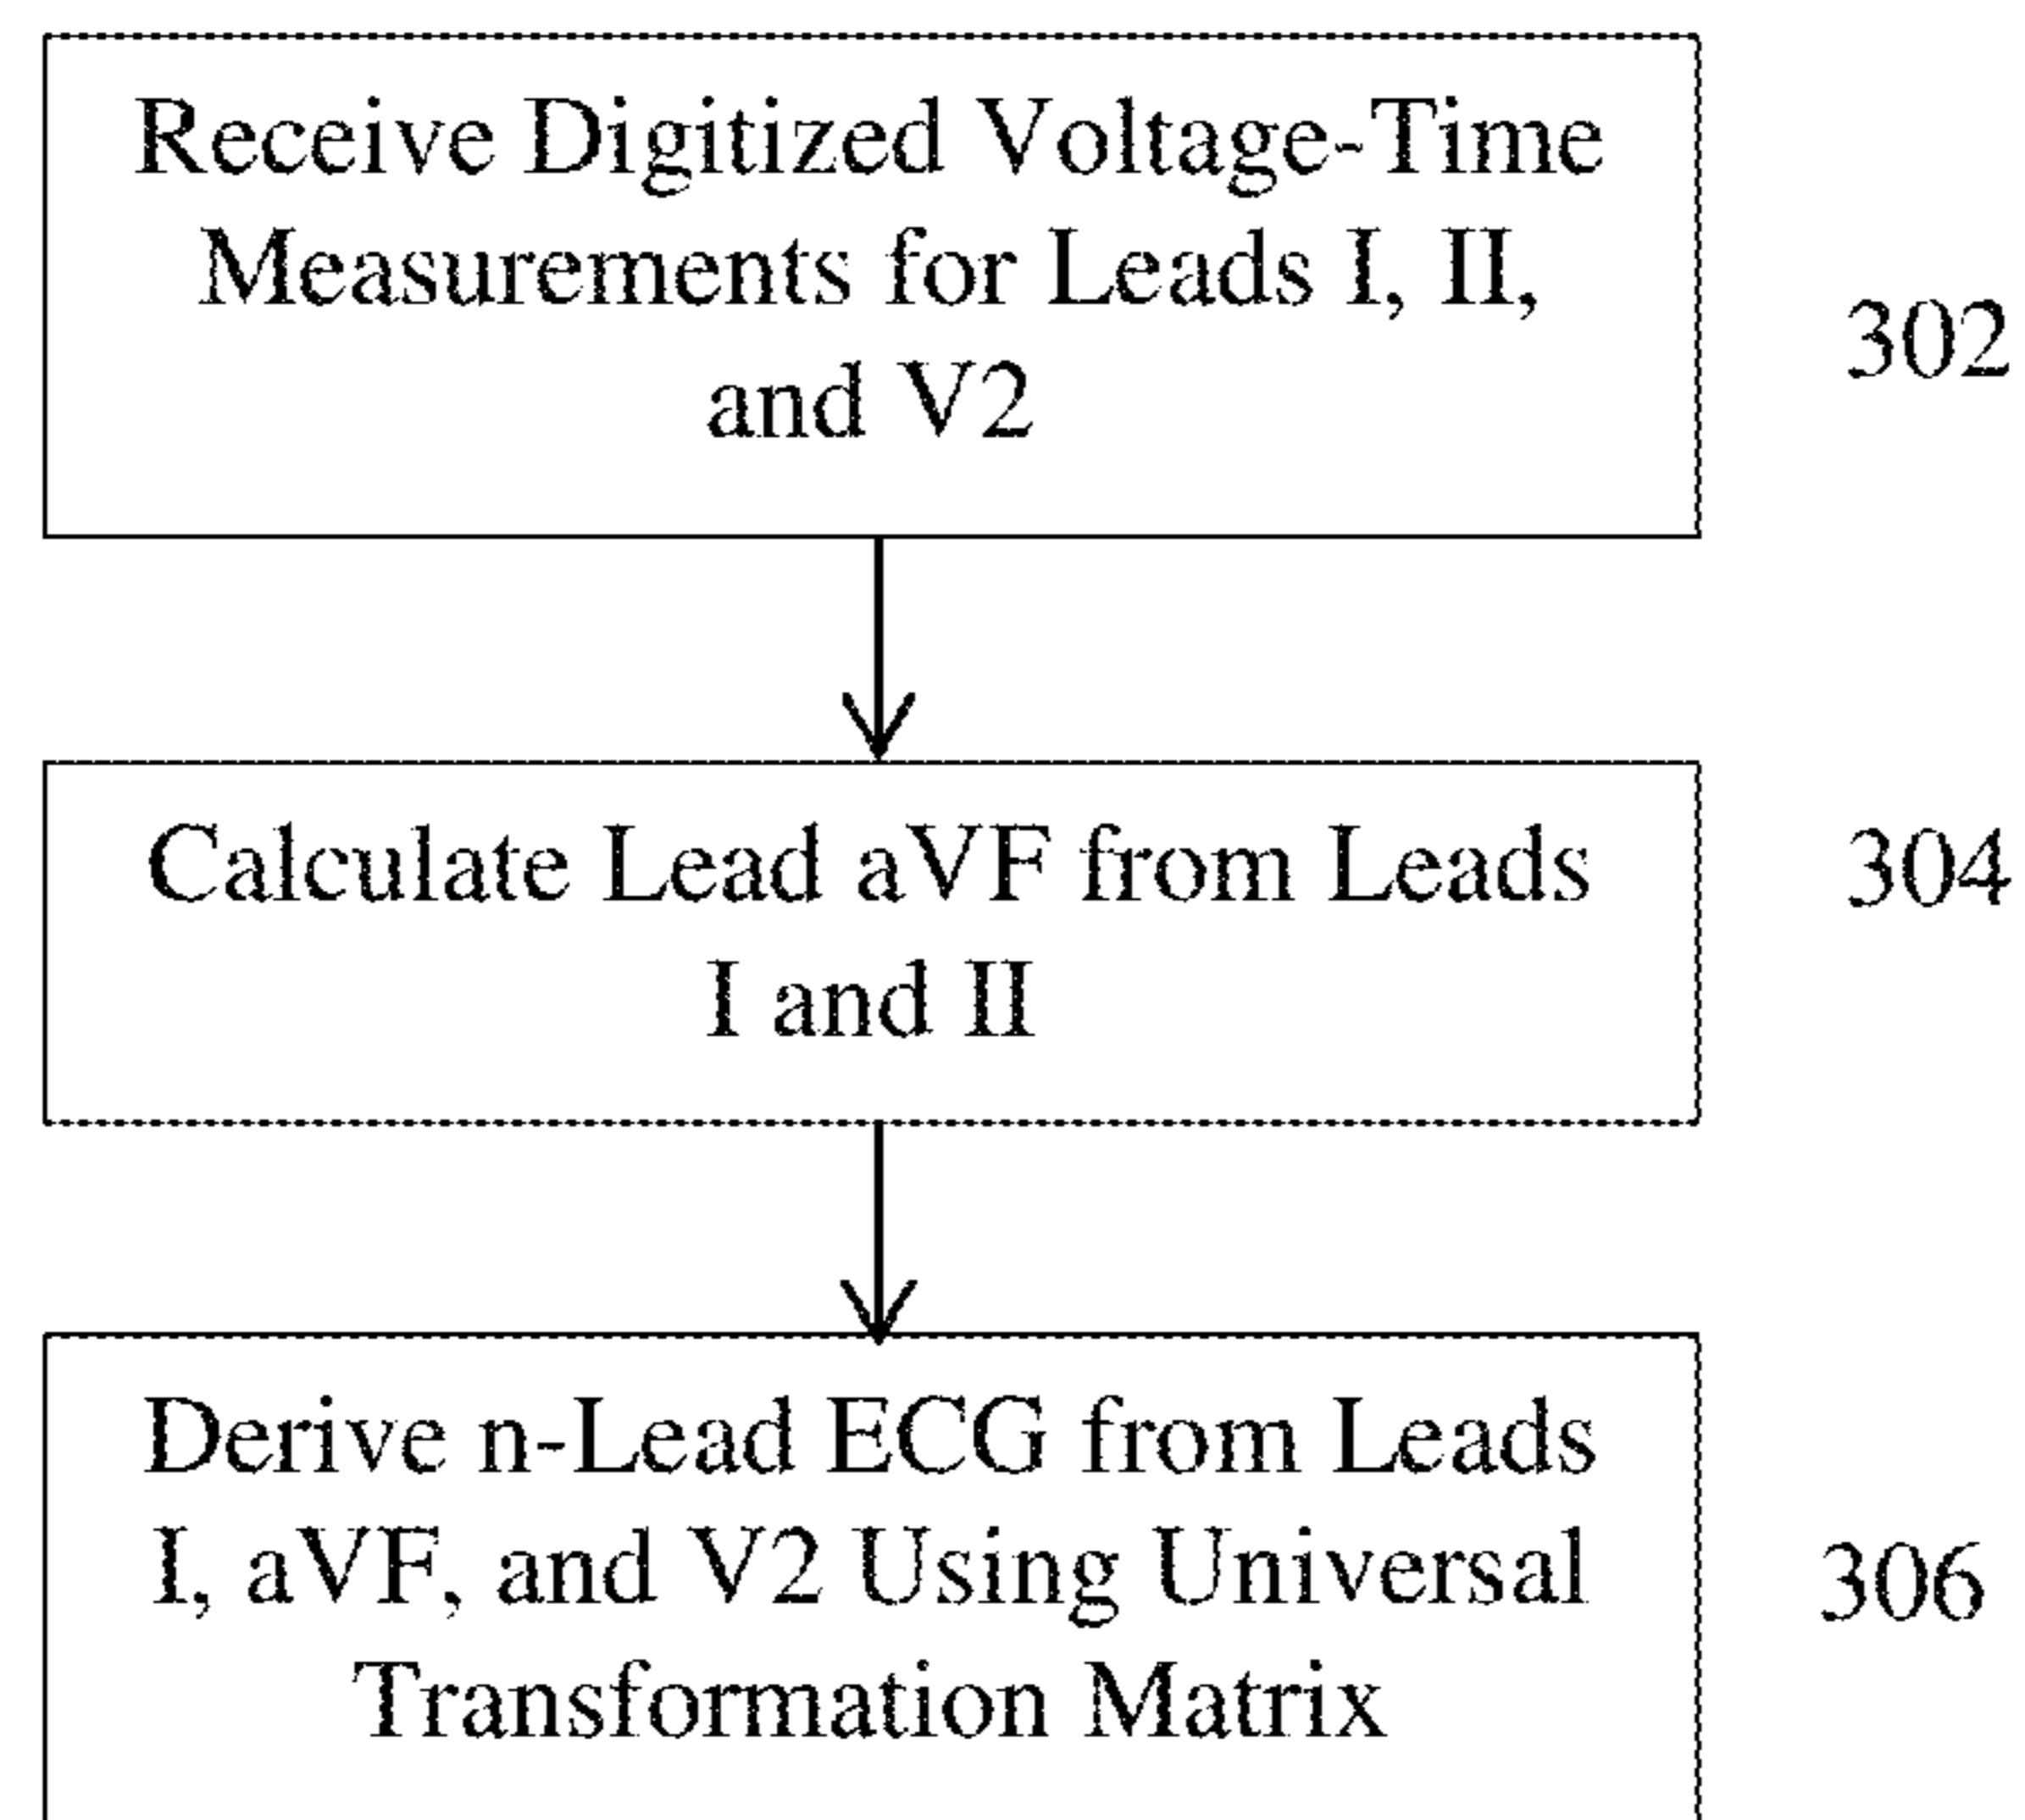 Receive Digitized Voltage-Time
Measurements for Leads I, II,
and V2
302
Calculate Lead aVF from Leads
I and II
304
Derive n-Lead ECG from Leads
I, aVF, and V2 Using Universal
Transformation Matrix
306